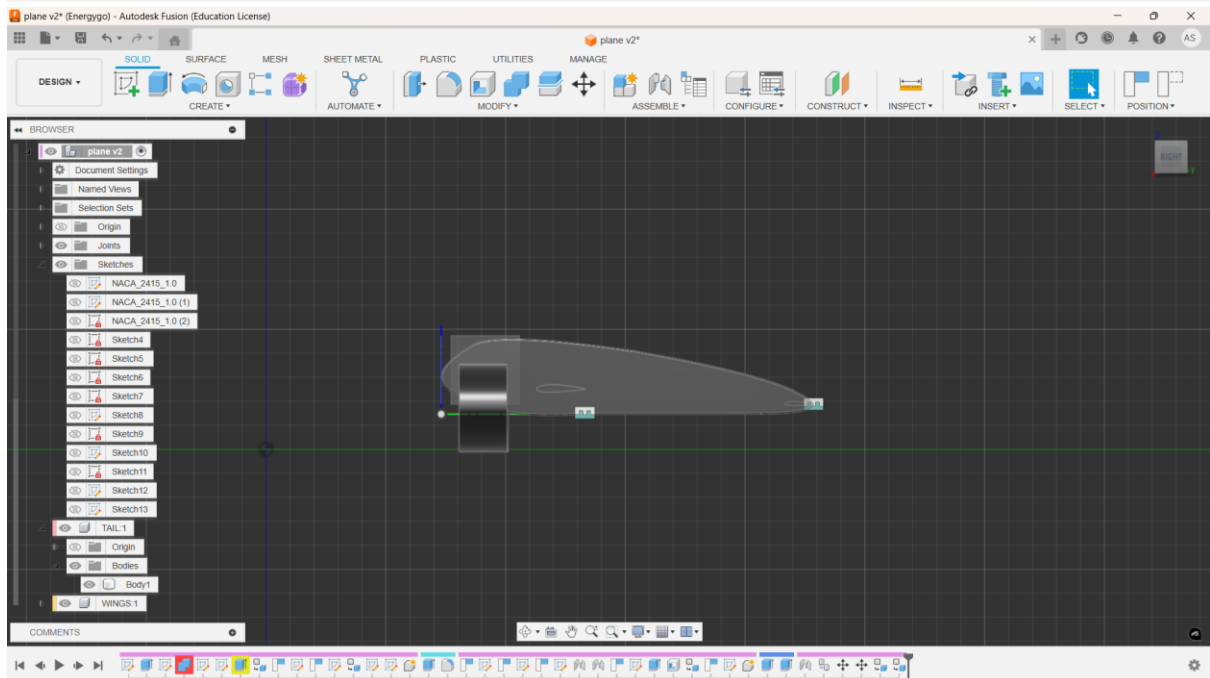 plane v2* (Energygo) - Autodesk Fusion (Education License)
plane v2*
AS
DESIGN
SOLID SURFACE MESH SHEET METAL PLASTIC UTILITIES MANAGE
CREATE AUTOMATE MODIFY ASSEMBLE CONFIGURE CONSTRUCT INSPECT INSERT SELECT POSITION
BROWSER
plane v2
Document Settings
Named Views
Selection Sets
Origin
Joints
Sketches
NACA_2415_1.0
NACA_2415_1.0 (1)
NACA_2415_1.0 (2)
Sketch4
Sketch5
Sketch6
Sketch7
Sketch8
Sketch9
Sketch10
Sketch11
Sketch12
Sketch13
TAIL:1
Origin
Bodies
Body1
WINGS:1
RIGHT
Y
COMMENTS